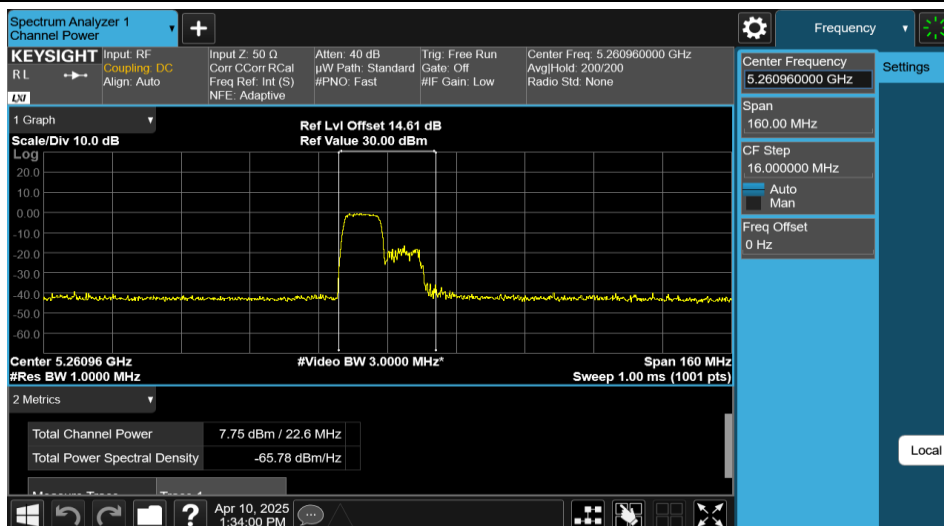 Spectrum Analyzer 1
Channel Power
+
Frequency
KEYSIGHT
RL
LXI
Input: RF
Coupling: DC
Align: Auto
Input Z: 50 Ω
Corr CCorr RCal
Freq Ref: Int (S)
NFE: Adaptive
Atten: 40 dB
µW Path: Standard
#PNO: Fast
Trig: Free Run
Gate: Off
#IF Gain: Low
Center Freq: 5.260960000 GHz
Avg|Hold: 200/200
Radio Std: None
Center Frequency
5.260960000 GHz
Settings
Span
160.00 MHz
CF Step
16.000000 MHz
Auto
Man
Freq Offset
0 Hz
1 Graph
Scale/Div 10.0 dB
Ref Lvl Offset 14.61 dB
Ref Value 30.00 dBm
Log
20.0
10.0
0.00
-10.0
-20.0
-30.0
-40.0
-50.0
-60.0
Center 5.26096 GHz
#Video BW 3.0000 MHz*
Span 160 MHz
#Res BW 1.0000 MHz
Sweep 1.00 ms (1001 pts)
2 Metrics
Total Channel Power 7.75 dBm / 22.6 MHz
Total Power Spectral Density -65.78 dBm/Hz
Local
?
Apr 10, 2025
1:34:00 PM